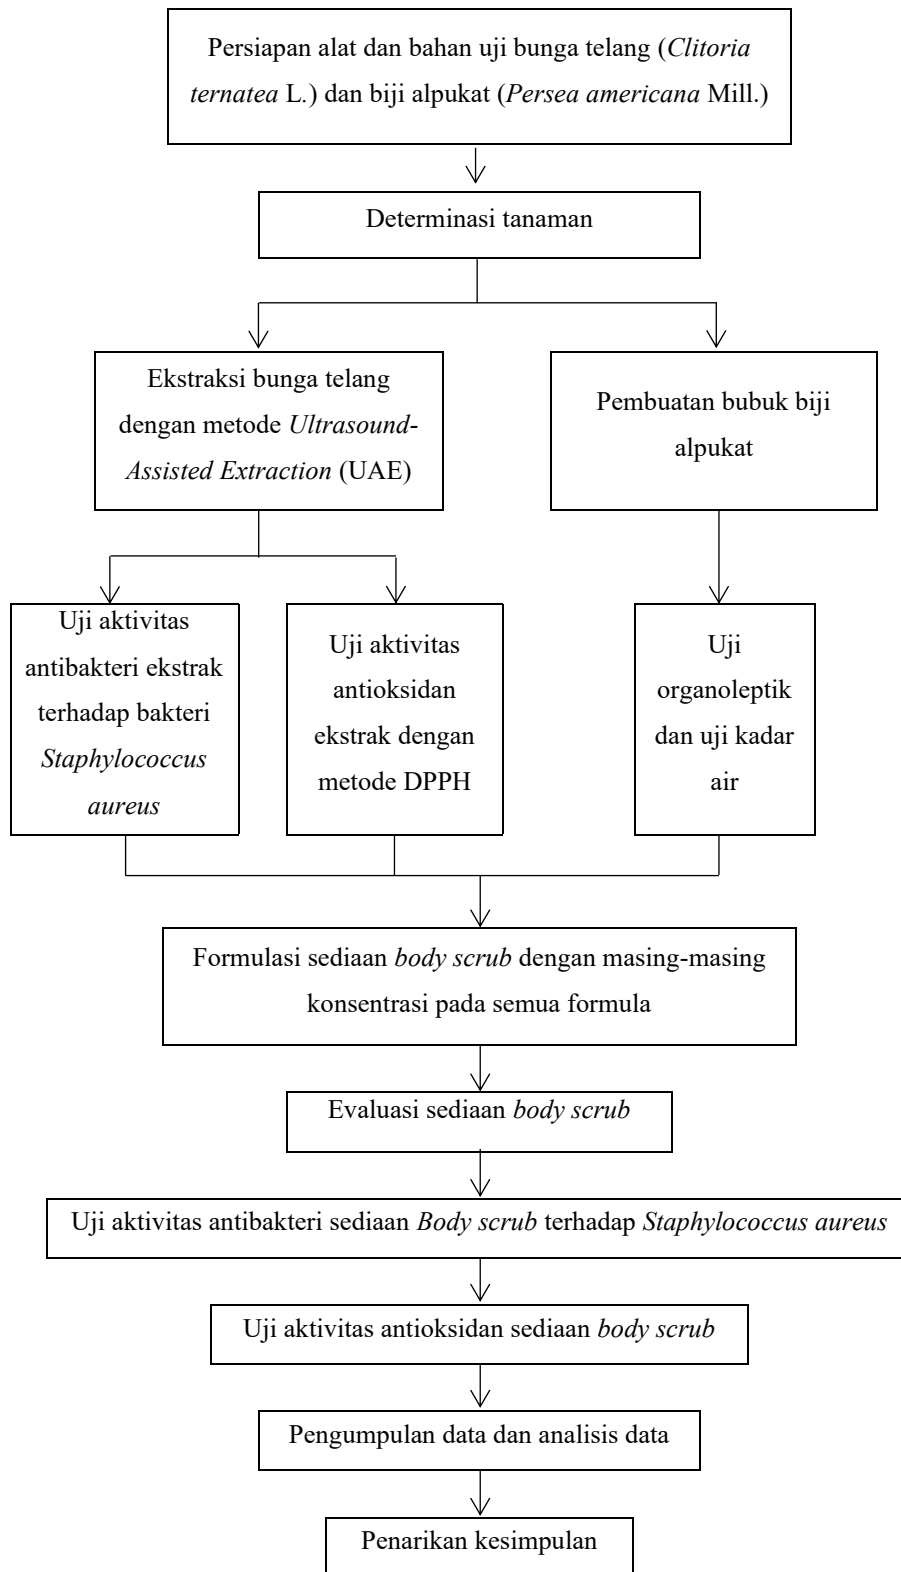 Persiapan alat dan bahan uji bunga telang (Clitoria
ternatea L.) dan biji alpukat (Persea americana Mill.)
Determinasi tanaman
Ekstraksi bunga telang
dengan metode Ultrasound-
Assisted Extraction (UAE)
Pembuatan bubuk biji
alpukat
Uji aktivitas
antibakteri ekstrak
terhadap bakteri
Staphylococcus
aureus
Uji aktivitas
antioksidan
ekstrak dengan
metode DPPH
Uji
organoleptik
dan uji kadar
air
Formulasi sediaan body scrub dengan masing-masing
konsentrasi pada semua formula
Evaluasi sediaan body scrub
Uji aktivitas antibakteri sediaan Body scrub terhadap Staphylococcus aureus
Uji aktivitas antioksidan sediaan body scrub
Pengumpulan data dan analisis data
Penarikan kesimpulan